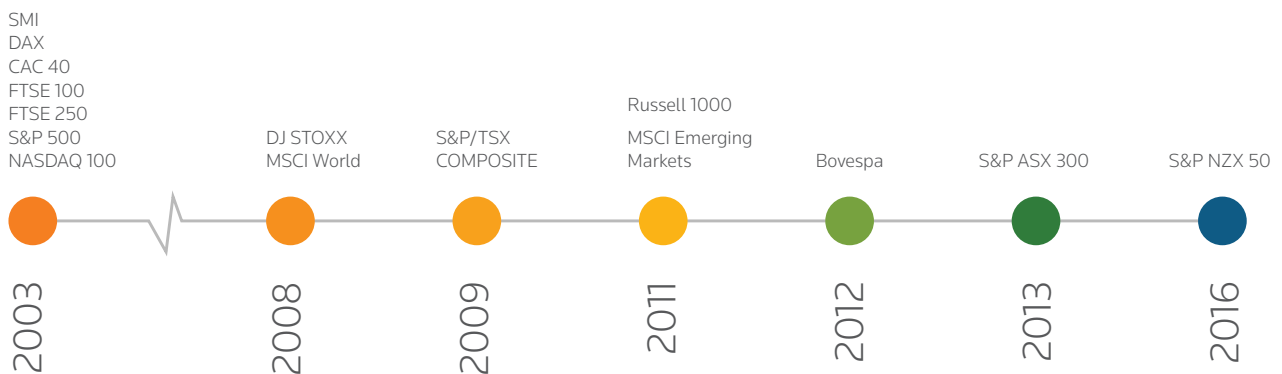 SMI
DAX
CAC 40
FTSE 100
FTSE 250
S&P 500
NASDAQ 100
2003
DJ STOXX
MSCI World
2008
S&P/TSX
COMPOSITE
2009
Russell 1000
MSCI Emerging
Markets
2011
Bovespa
2012
S&P ASX 300
2013
S&P NZX 50
2016